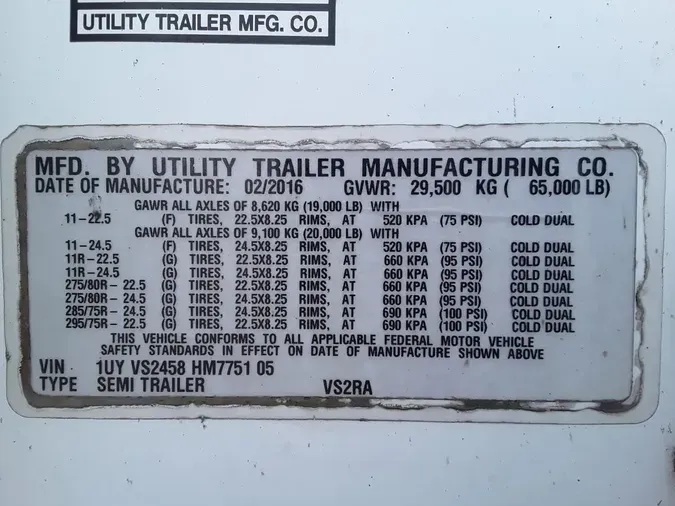 UTILITY TRAILER MFG. CO.
MFD. BY UTILITY TRAILER MANUFACTURING CO.
DATE OF MANUFACTURE: 02/2016 GVWR: 29,500 KG ( 65,000 LB)
GAWR ALL AXLES OF 8,620 KG (19,000 LB) WITH
11-22.5 (F) TIRES, 22.5X8.25 RIMS, AT 520 KPA (75 PSI) COLD DUAL
GAWR ALL AXLES OF 9,100 KG (20,000 LB) WITH
11-24.5 (F) TIRES, 24.5X8.25 RIMS, AT 520 KPA (75 PSI) COLD DUAL
11R-22.5 (G) TIRES, 22.5X8.25 RIMS, AT 660 KPA (95 PSI) COLD DUAL
11R-24.5 (G) TIRES, 24.5X8.25 RIMS, AT 660 KPA (95 PSI) COLD DUAL
275/80R- 22.5 (G) TIRES, 22.5X8.25 RIMS, AT 660 KPA (95 PSI) COLD DUAL
275/80R- 24.5 (G) TIRES, 24.5X8.25 RIMS, AT 660 KPA (95 PSI) COLD DUAL
285/75R- 24.5 (G) TIRES, 24.5X8.25 RIMS, AT 690 KPA (100 PSI) COLD DUAL
295/75R- 22.5 (G) TIRES, 22.5X8.25 RIMS, AT 690 KPA (100 PSI) COLD DUAL
THIS VEHICLE CONFORMS TO ALL APPLICABLE FEDERAL MOTOR VEHICLE
SAFETY STANDARDS IN EFFECT ON DATE OF MANUFACTURE SHOWN ABOVE
VIN 1UY VS2458 HM7751 05
TYPE SEMI TRAILER VS2RA